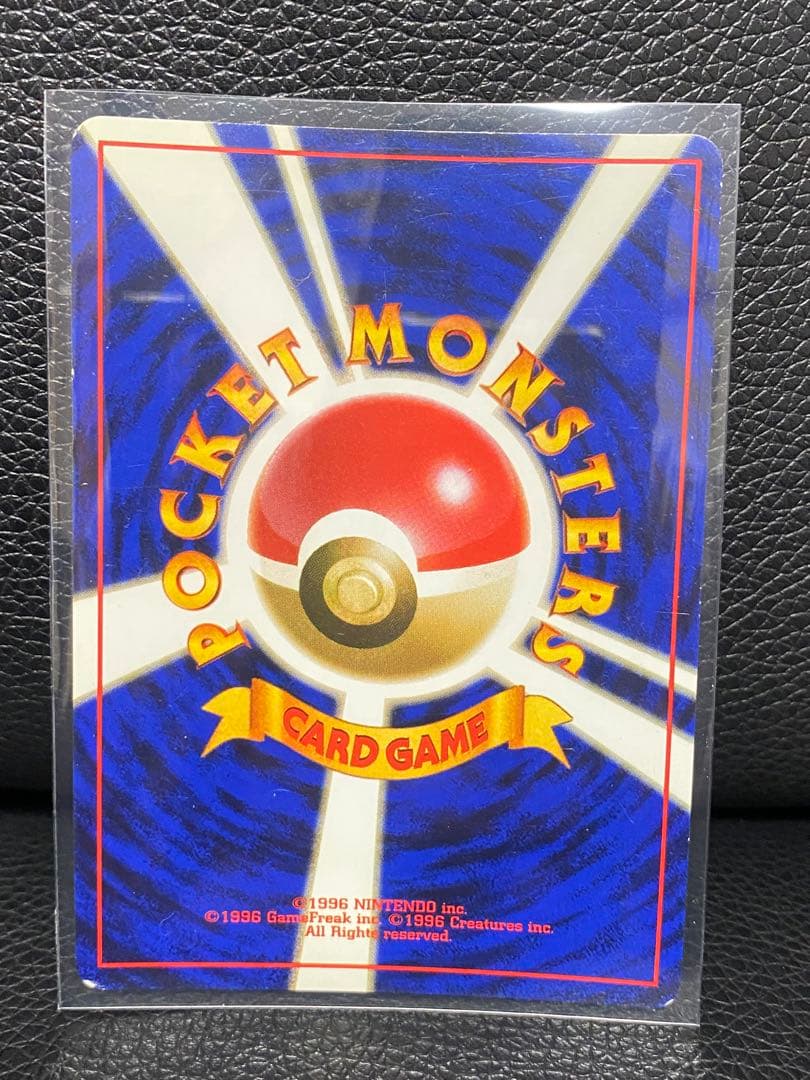 POCKET MONSTERS
CARD GAME
©1996 NINTENDO inc.
©1996 GameFreak inc. ©1996 Creatures inc.
All Rights reserved.